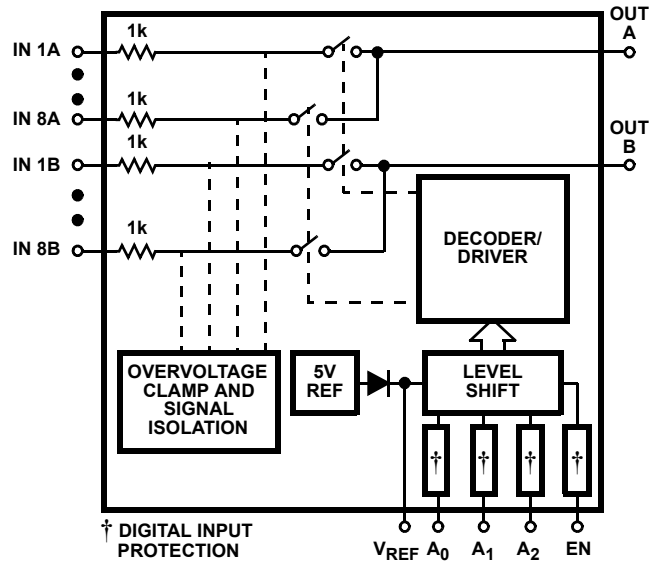 OUT
A
1k
IN 1A
1k
IN 8A
OUT
B
1k
IN 1B
1k
IN 8B
DECODER/
DRIVER
OVERVOLTAGE
CLAMP AND
SIGNAL
ISOLATION
5V
REF
LEVEL
SHIFT
† † † †
† DIGITAL INPUT
PROTECTION
VREF A0 A1 A2 EN